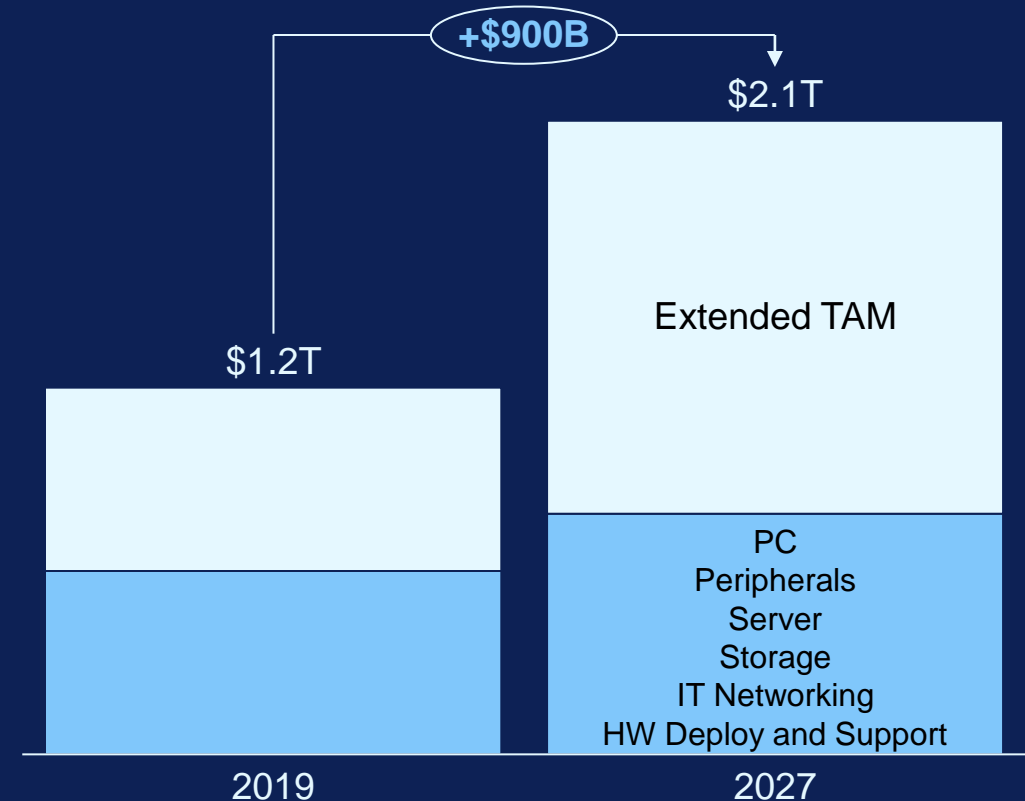 +$900B
$2.1T
Extended TAM
$1.2T
PC
Peripherals
Server
Storage
IT Networking
HW Deploy and Support
2019
2027